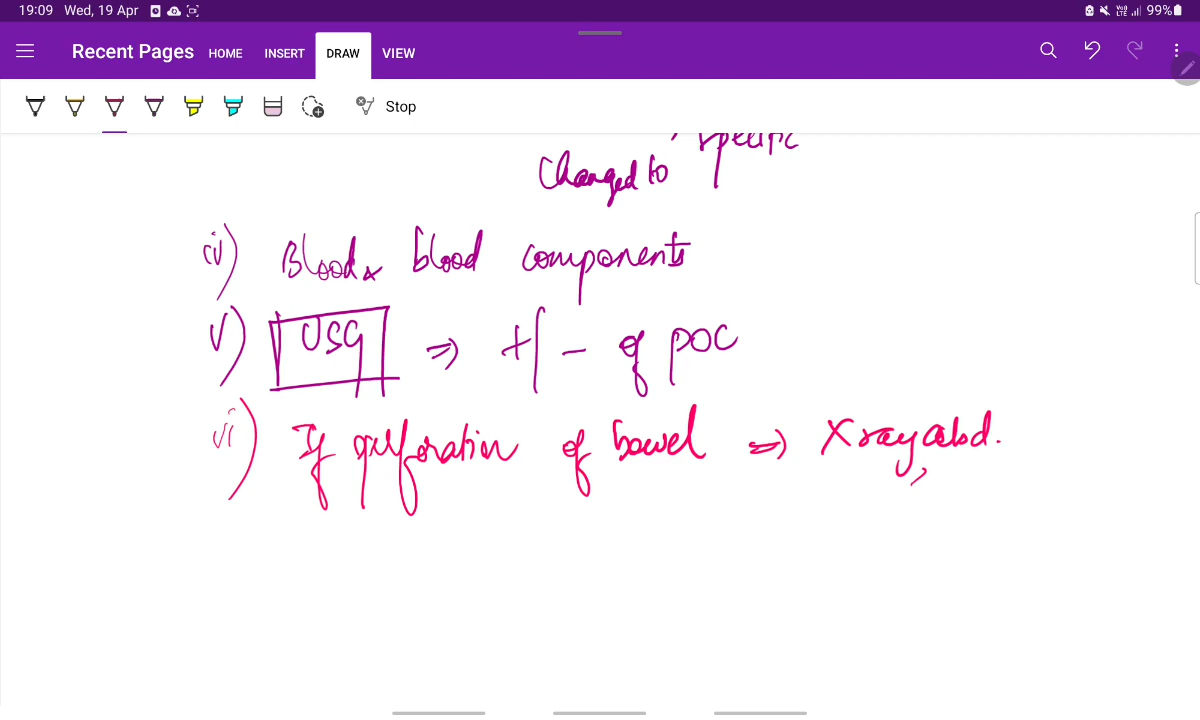 19:09 Wed, 19 Apr 99%
Recent Pages HOME INSERT DRAW VIEW
Stop
specific
Changed to
iv) Blood & blood components
v) USG ⇒ +/- of POC
vi) If perforation of bowel ⇒ Xray abd.